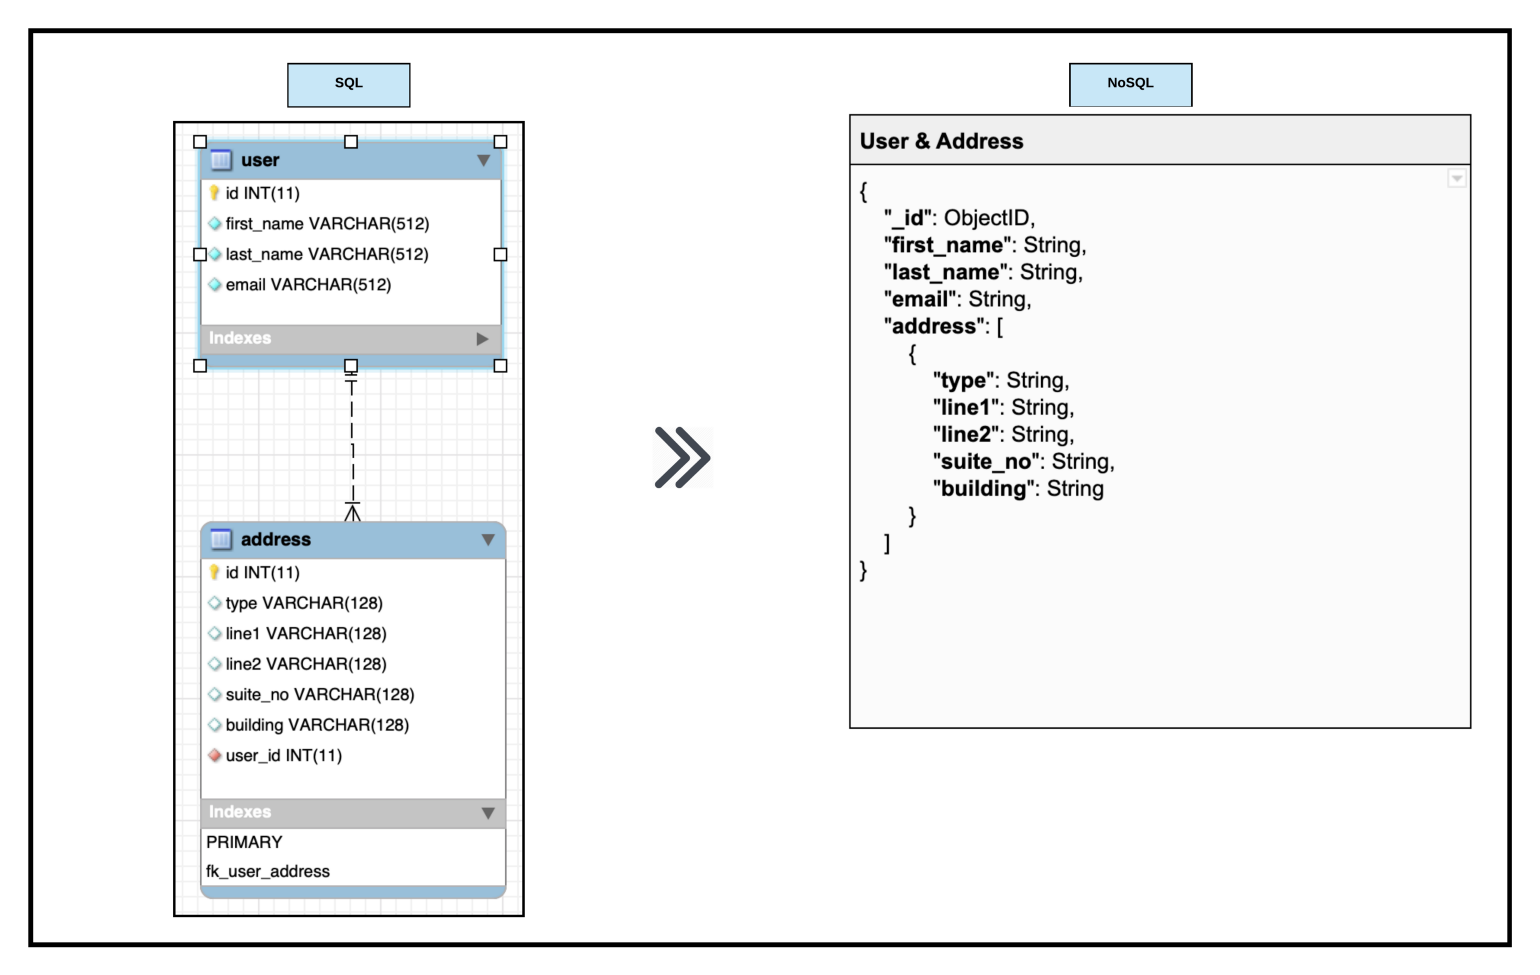 SQL
user
id INT(11)
first_name VARCHAR(512)
last_name VARCHAR(512)
email VARCHAR(512)
Indexes
address
id INT(11)
type VARCHAR(128)
line1 VARCHAR(128)
line2 VARCHAR(128)
suite_no VARCHAR(128)
building VARCHAR(128)
user_id INT(11)
Indexes
PRIMARY
fk_user_address
NoSQL
User & Address
{
"_id": ObjectID,
"first_name": String,
"last_name": String,
"email": String,
"address": [
{
"type": String,
"line1": String,
"line2": String,
"suite_no": String,
"building": String
}
]
}